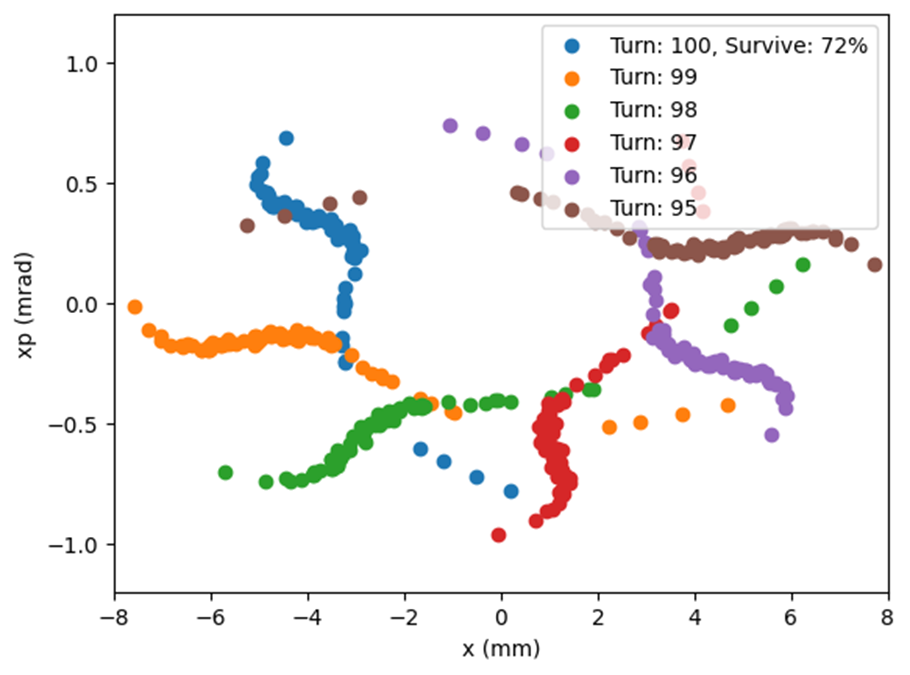 1.0
0.5
0.0
−0.5
−1.0
xp (mrad)
−8 −6 −4 −2 0 2 4 6 8
x (mm)
Turn: 100, Survive: 72%
Turn: 99
Turn: 98
Turn: 97
Turn: 96
Turn: 95